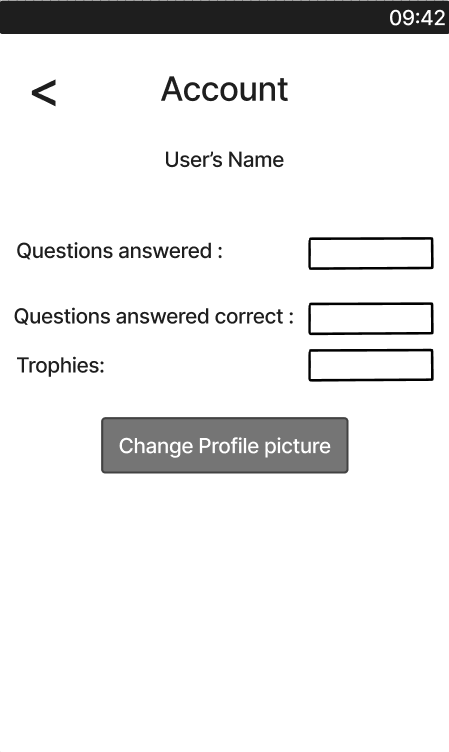 09:42
< Account
User's Name
Questions answered :
Questions answered correct :
Trophies:
Change Profile picture